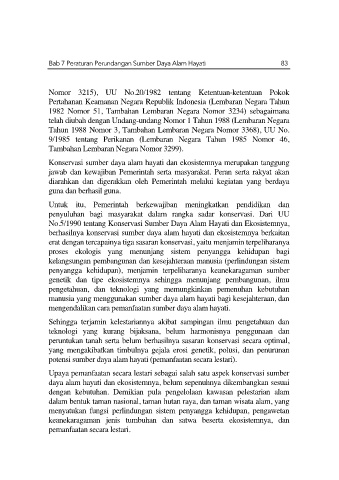 Bab 7 Peraturan Perundangan Sumber Daya Alam Hayati 83
Nomor 3215), UU No.20/1982 tentang Ketentuan-ketentuan Pokok
Pertahanan Keamanan Negara Republik Indonesia (Lembaran Negara Tahun
1982 Nomor 51, Tambahan Lembaran Negara Nomor 3234) sebagaimana
telah diubah dengan Undang-undang Nomor 1 Tahun 1988 (Lembaran Negara
Tahun 1988 Nomor 3, Tambahan Lembaran Negara Nomor 3368), UU No.
9/1985 tentang Perikanan (Lembaran Negara Tahun 1985 Nomor 46,
Tambahan Lembaran Negara Nomor 3299).
Konservasi sumber daya alam hayati dan ekosistemnya merupakan tanggung
jawab dan kewajiban Pemerintah serta masyarakat. Peran serta rakyat akan
diarahkan dan digerakkan oleh Pemerintah melalui kegiatan yang berdaya
guna dan berhasil guna.
Untuk itu, Pemerintah berkewajiban meningkatkan pendidikan dan
penyuluhan bagi masyarakat dalam rangka sadar konservasi. Dari UU
No.5/1990 tentang Konservasi Sumber Daya Alam Hayati dan Ekosistemnya,
berhasilnya konservasi sumber daya alam hayati dan ekosistemnya berkaitan
erat dengan tercapainya tiga sasaran konservasi, yaitu menjamin terpeliharanya
proses ekologis yang menunjang sistem penyangga kehidupan bagi
kelangsungan pembangunan dan kesejahteraan manusia (perlindungan sistem
penyangga kehidupan), menjamin terpeliharanya keanekaragaman sumber
genetik dan tipe ekosistemnya sehingga menunjang pembangunan, ilmu
pengetahuan, dan teknologi yang memungkinkan pemenuhan kebutuhan
manusia yang menggunakan sumber daya alam hayati bagi kesejahteraan, dan
mengendalikan cara pemanfaatan sumber daya alam hayati.
Sehingga terjamin kelestariannya akibat sampingan ilmu pengetahuan dan
teknologi yang kurang bijaksana, belum harmonisnya penggunaan dan
peruntukan tanah serta belum berhasilnya sasaran konservasi secara optimal,
yang mengakibatkan timbulnya gejala erosi genetik, polusi, dan penurunan
potensi sumber daya alam hayati (pemanfaatan secara lestari).
Upaya pemanfaatan secara lestari sebagai salah satu aspek konservasi sumber
daya alam hayati dan ekosistemnya, belum sepenuhnya dikembangkan sesuai
dengan kebutuhan. Demikian pula pengelolaan kawasan pelestarian alam
dalam bentuk taman nasional, taman hutan raya, dan taman wisata alam, yang
menyatukan fungsi perlindungan sistem penyangga kehidupan, pengawetan
keanekaragaman jenis tumbuhan dan satwa beserta ekosistemnya, dan
pemanfaatan secara lestari.